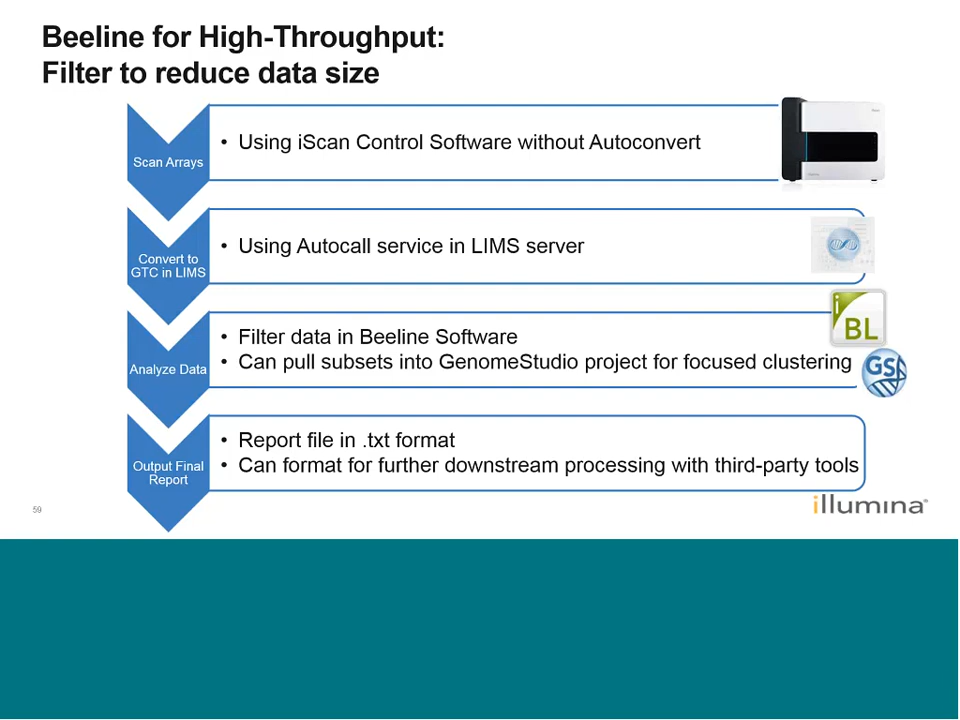 Beeline for High-Throughput:
Filter to reduce data size
Scan Arrays
• Using iScan Control Software without Autoconvert
Convert to
GTC in LIMS
• Using Autocall service in LIMS server
Analyze Data
• Filter data in Beeline Software
• Can pull subsets into GenomeStudio project for focused clustering
i
BL
GS
Output Final
Report
• Report file in .txt format
• Can format for further downstream processing with third-party tools
59
illumina®